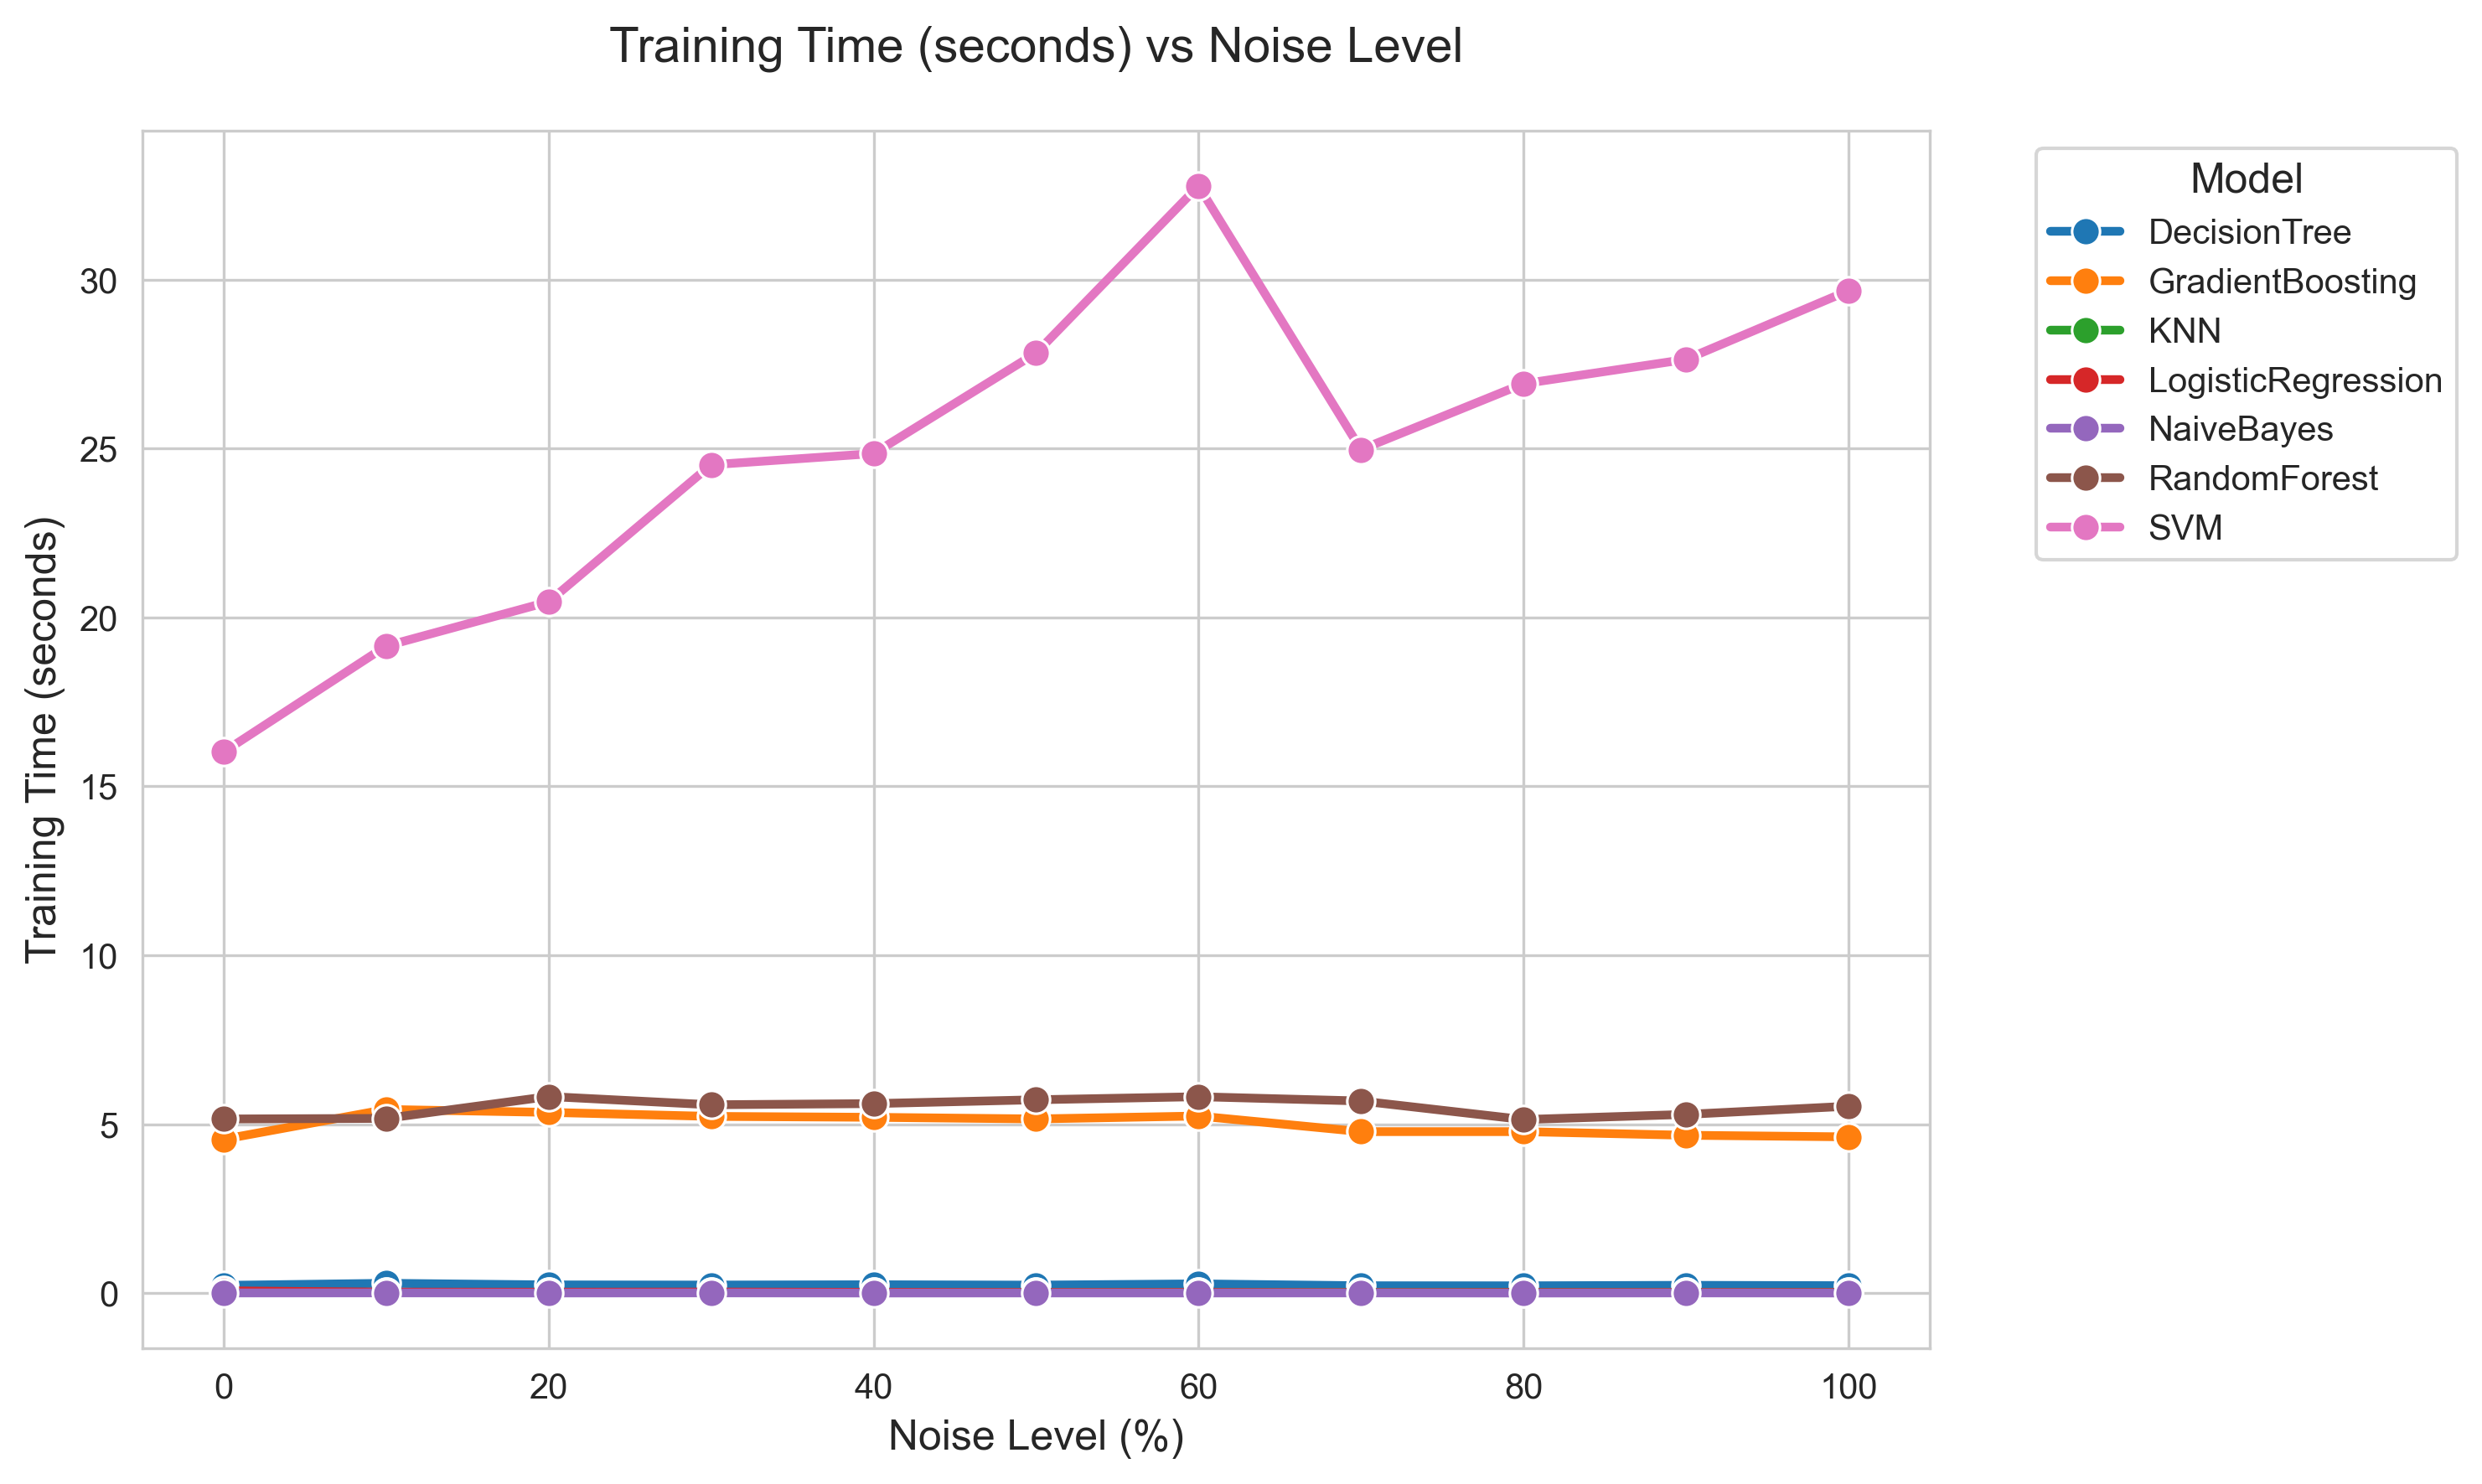 Training Time (seconds) vs Noise Level
Training Time (seconds)
30
25
20
15
10
5
0
0 20 40 60 80 100
Noise Level (%)
Model
DecisionTree
GradientBoosting
KNN
LogisticRegression
NaiveBayes
RandomForest
SVM